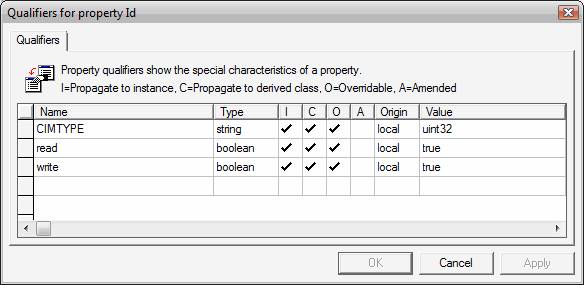 Qualifiers for property Id
Qualifiers
Property qualifiers show the special characteristics of a property.
I=Propagate to instance, C=Propagate to derived class, O=Overridable, A=Amended
Name Type I C O A Origin Value
CIMTYPE string ✓ ✓ ✓ local uint32
read boolean ✓ ✓ ✓ local true
write boolean ✓ ✓ ✓ local true
OK Cancel Apply